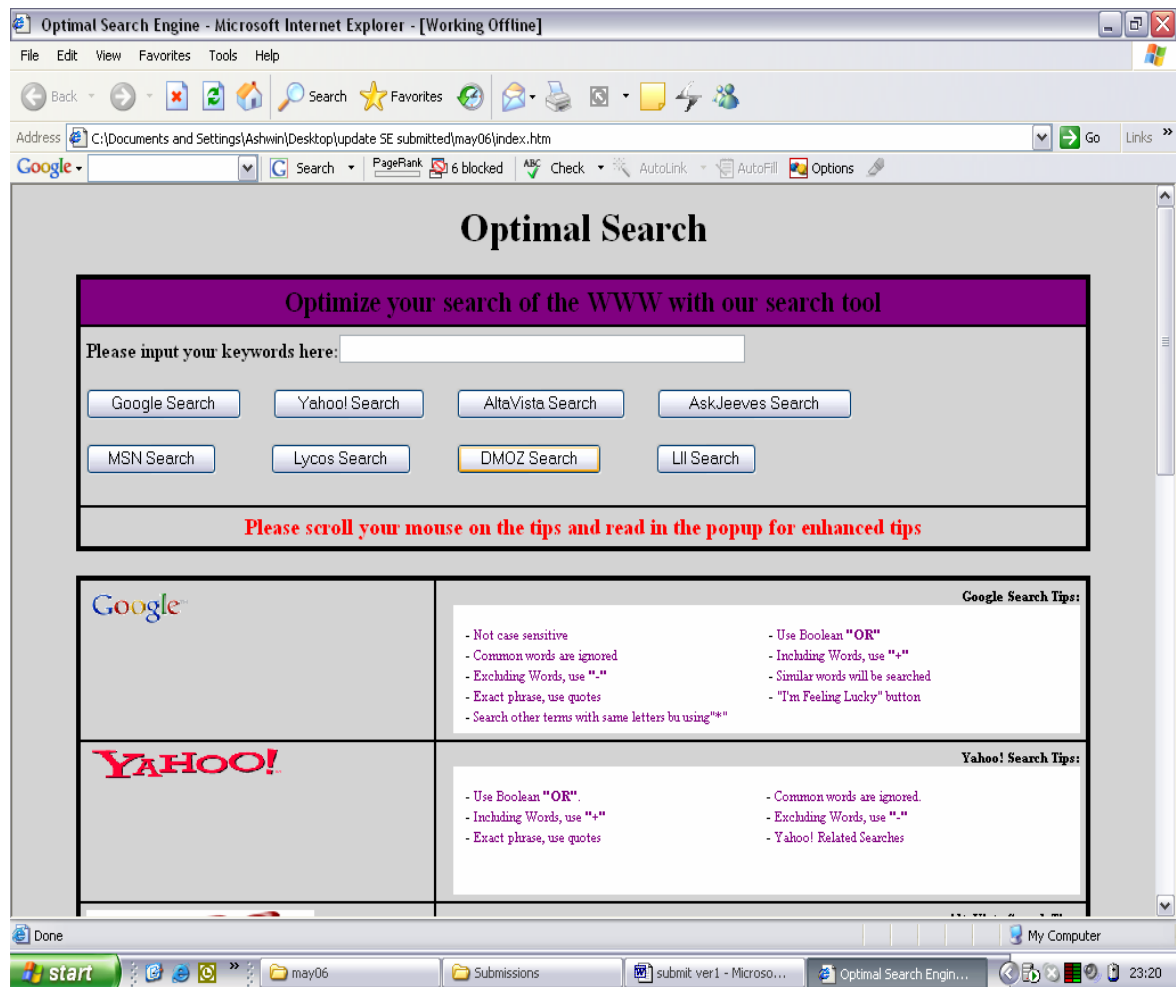 Optimal Search Engine - Microsoft Internet Explorer - [Working Offline]
File Edit View Favorites Tools Help
Back Search Favorites
Address C:\Documents and Settings\Ashwin\Desktop\update SE submitted\may06\index.htm Go Links »
Google Search PageRank 6 blocked ABC Check AutoLink AutoFill Options
Optimal Search
Optimize your search of the WWW with our search tool
Please input your keywords here:
Google Search Yahoo! Search AltaVista Search AskJeeves Search
MSN Search Lycos Search DMOZ Search LII Search
Please scroll your mouse on the tips and read in the popup for enhanced tips
Google
Google Search Tips:
- Not case sensitive - Use Boolean "OR"
- Common words are ignored - Including Words, use "+"
- Excluding Words, use "-" - Similar words will be searched
- Exact phrase, use quotes - "I'm Feeling Lucky" button
- Search other terms with same letters bu using"*"
YAHOO!
Yahoo! Search Tips:
- Use Boolean "OR". - Common words are ignored.
- Including Words, use "+" - Excluding Words, use "-"
- Exact phrase, use quotes - Yahoo! Related Searches
Done My Computer
start » may06 Submissions submit ver1 - Microso... Optimal Search Engin... 23:20